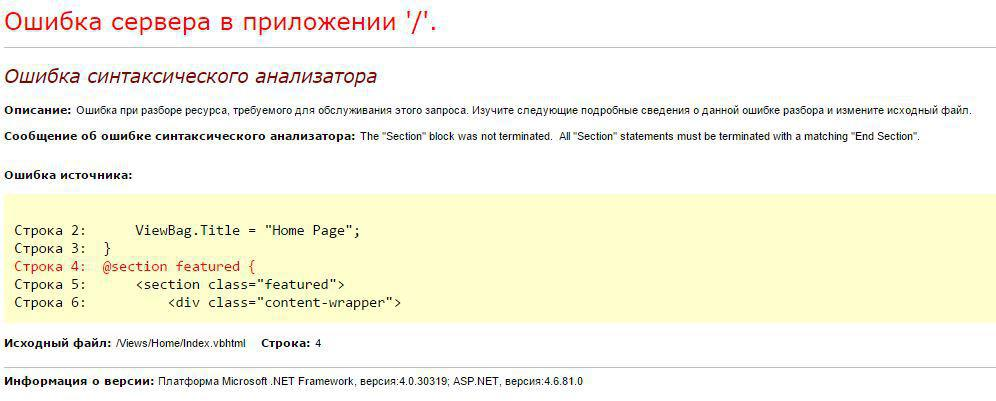 Ошибка сервера в приложении '/'.
Ошибка синтаксического анализатора
Описание: Ошибка при разборе ресурса, требуемого для обслуживания этого запроса. Изучите следующие подробные сведения о данной ошибке разбора и измените исходный файл.
Сообщение об ошибке синтаксического анализатора: The "Section" block was not terminated.  All "Section" statements must be terminated with a matching "End Section".
Ошибка источника:
Строка 2:      ViewBag.Title = "Home Page";
Строка 3:  }
Строка 4:  @section featured {
Строка 5:      <section class="featured">
Строка 6:          <div class="content-wrapper">
Исходный файл: /Views/Home/Index.vbhtml    Строка: 4
Информация о версии: Платформа Microsoft .NET Framework, версия:4.0.30319; ASP.NET, версия:4.6.81.0